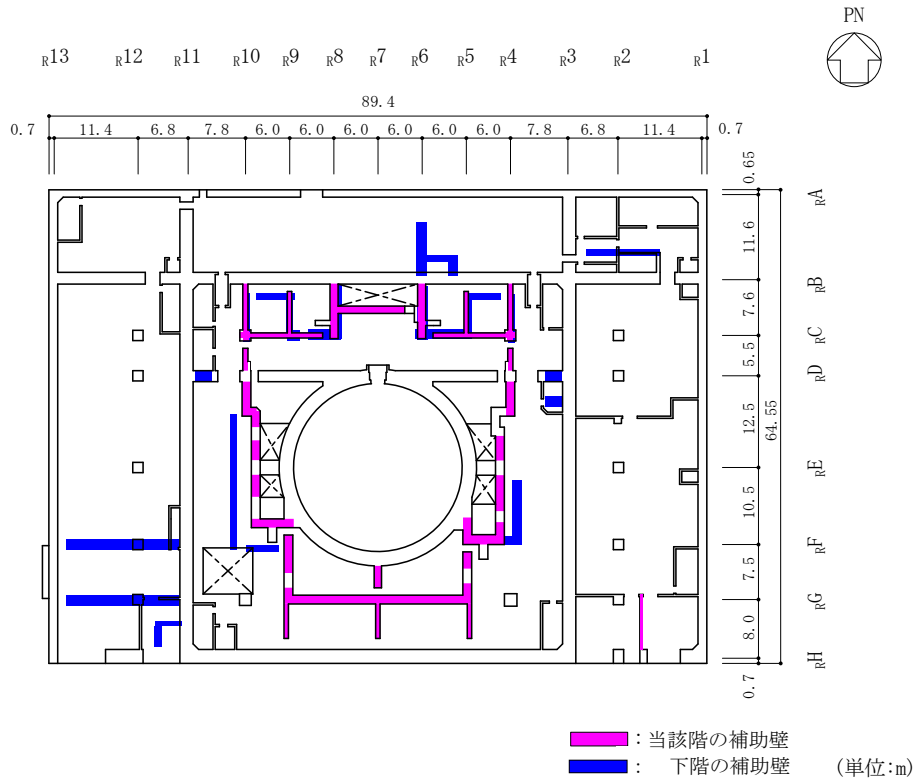 PN
R13 R12 R11 R10 R9 R8 R7 R6 R5 R4 R3 R2 R1
89.4
0.7 11.4 6.8 7.8 6.0 6.0 6.0 6.0 6.0 6.0 7.8 6.8 11.4 0.7
0.65
RA
11.6
RB
7.6
RC
5.5
RD
12.5
64.55
RE
10.5
RF
7.5
RG
8.0
RH
0.7
：当該階の補助壁
： 下階の補助壁 (単位:m)